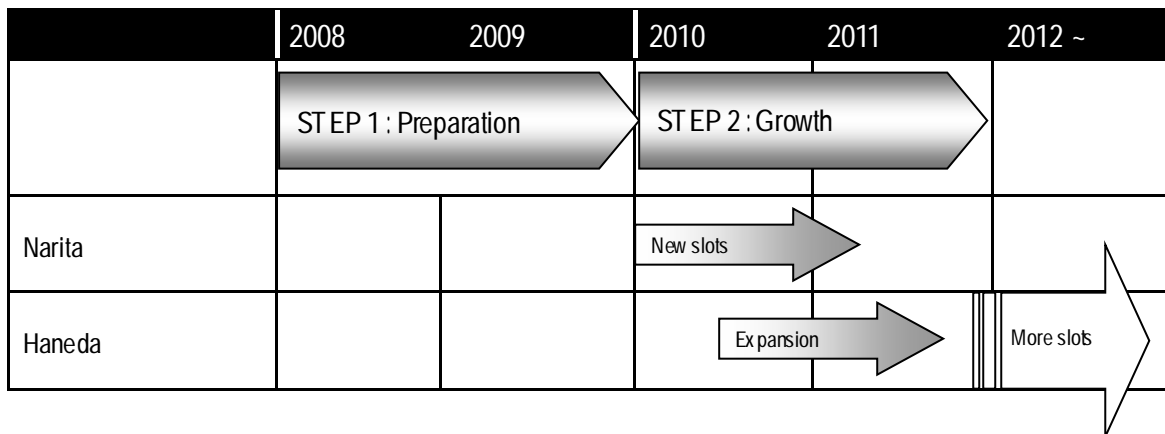 2008 2009 2010 2011 2012 ~
STEP 1 : Preparation STEP 2 : Growth
Narita New slots
Haneda Expansion More slots